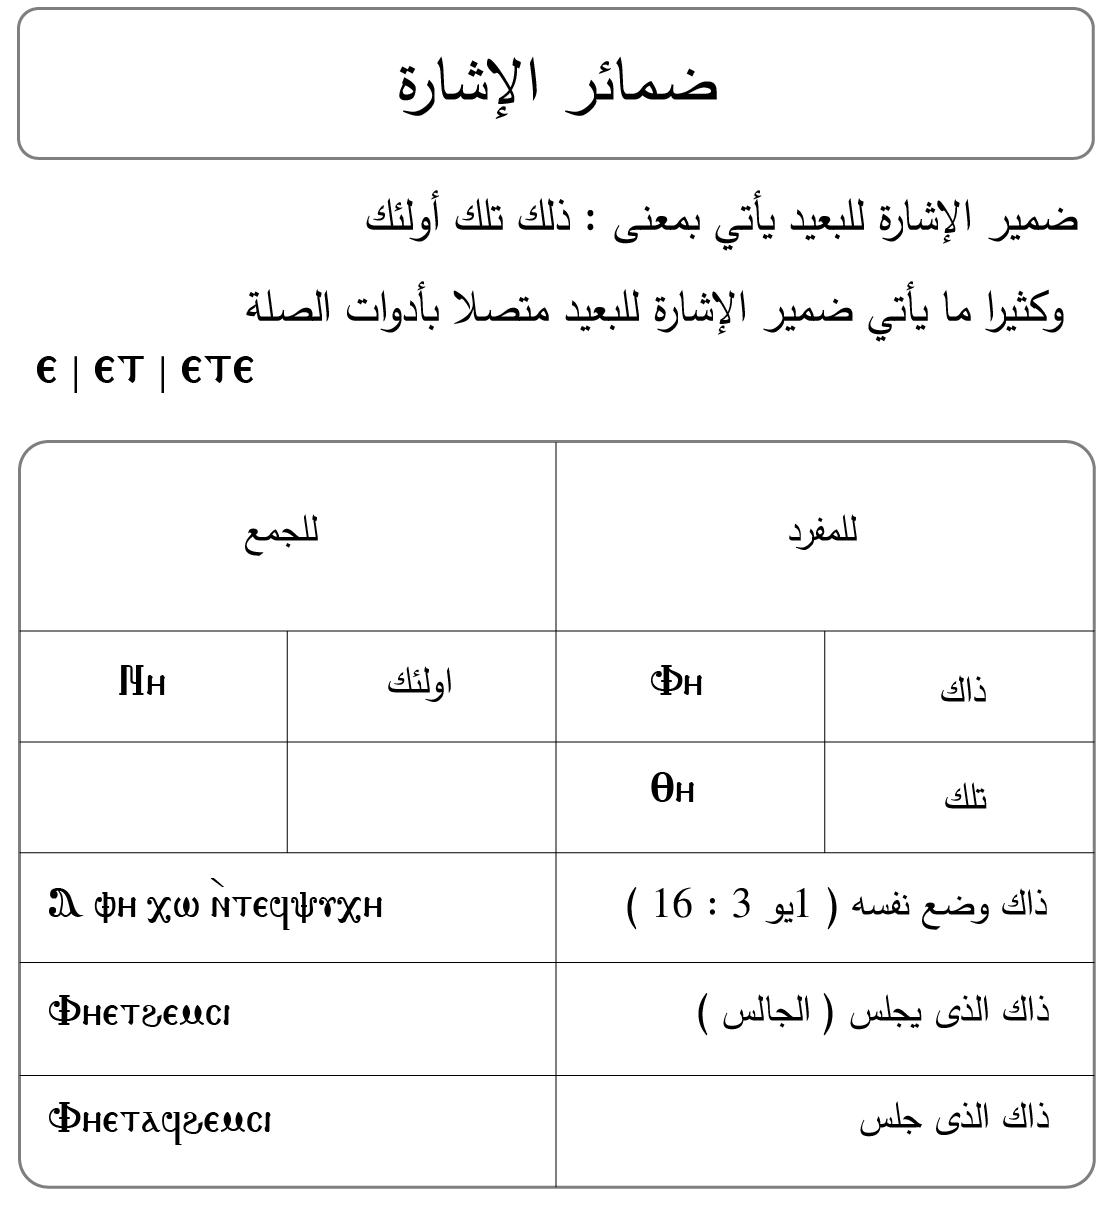 ضمائر الإشارة
ضمير الإشارة للبعيد يأتي بمعنى : ذلك تلك أولئك
وكثيرا ما يأتي ضمير الإشارة للبعيد متصلا بأدوات الصلة
ⲉ | ⲉⲧ | ⲉⲧⲉ
للمفرد للجمع
ذاك Ⲫⲏ اولئك Ⲛⲏ
تلك Ⲑⲏ
ذاك وضع نفسه ( 1يو 3 : 16 ) Ⲁ ⲫⲏ ⲭⲱ ⲛ̀ⲧⲉϥⲯⲩⲭⲏ
ذاك الذى يجلس ( الجالس ) Ⲫⲏⲉⲧϩⲉⲙⲥⲓ
ذاك الذى جلس Ⲫⲏⲉⲧⲁϥϩⲉⲙⲥⲓ